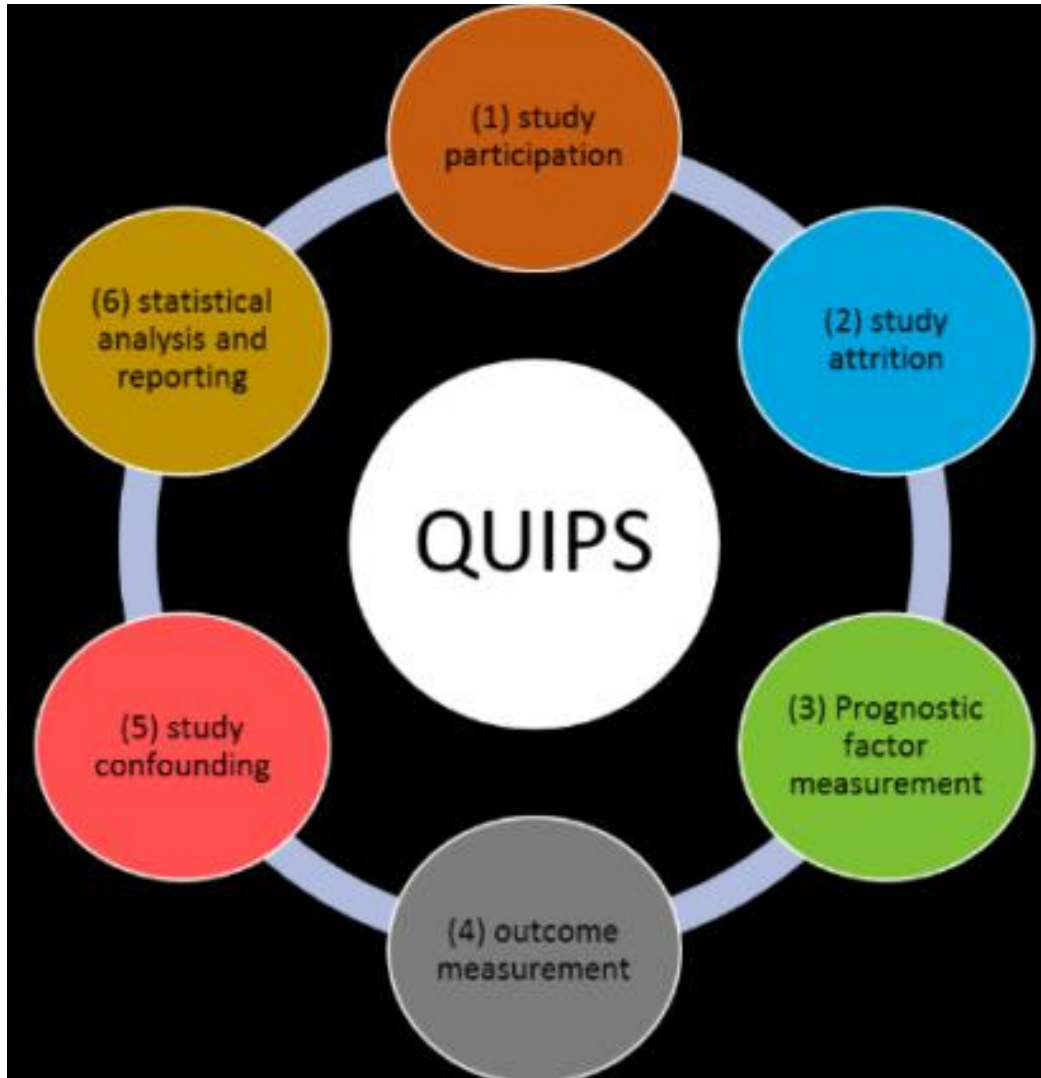 (1) study
participation
(2) study
attrition
(3) Prognostic
factor
measurement
(4) outcome
measurement
(5) study
confounding
(6) statistical
analysis and
reporting
QUIPS